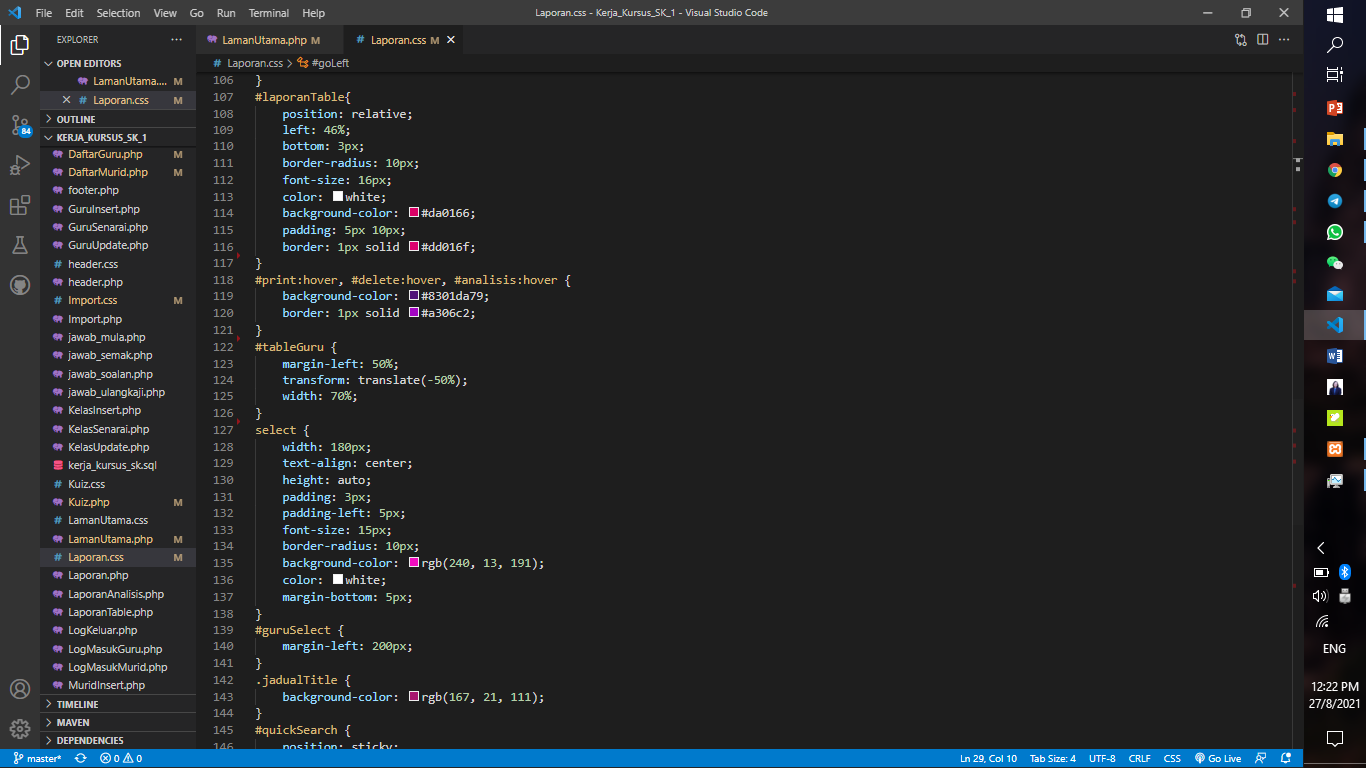 File Edit Selection View Go Run Terminal Help
Laporan.css - Kerja_Kursus_SK_1 - Visual Studio Code
EXPLORER
OPEN EDITORS
LamanUtama.... M
Laporan.css M
OUTLINE
KERJA_KURSUS_SK_1
DaftarGuru.php M
DaftarMurid.php M
footer.php
GuruInsert.php
GuruSenarai.php
GuruUpdate.php
header.css
header.php
Import.css M
Import.php
jawab_mula.php
jawab_semak.php
jawab_soalan.php
jawab_ulangkaji.php
KelasInsert.php
KelasSenarai.php
KelasUpdate.php
kerja_kursus_sk.sql
Kuiz.css
Kuiz.php M
LamanUtama.css
LamanUtama.php M
Laporan.css M
Laporan.php
LaporanAnalisis.php
LaporanTable.php
LogKeluar.php
LogMasukGuru.php
LogMasukMurid.php
MuridInsert.php
TIMELINE
MAVEN
DEPENDENCIES
84
LamanUtama.php M
Laporan.css M
Laporan.css > #goLeft
106 }
107 #laporanTable{
108 position: relative;
109 left: 46%;
110 bottom: 3px;
111 border-radius: 10px;
112 font-size: 16px;
113 color: white;
114 background-color: #da0166;
115 padding: 5px 10px;
116 border: 1px solid #dd016f;
117 }
118 #print:hover, #delete:hover, #analisis:hover {
119 background-color: #8301da79;
120 border: 1px solid #a306c2;
121 }
122 #tableGuru {
123 margin-left: 50%;
124 transform: translate(-50%);
125 width: 70%;
126 }
127 select {
128 width: 180px;
129 text-align: center;
130 height: auto;
131 padding: 3px;
132 padding-left: 5px;
133 font-size: 15px;
134 border-radius: 10px;
135 background-color: rgb(240, 13, 191);
136 color: white;
137 margin-bottom: 5px;
138 }
139 #guruSelect {
140 margin-left: 200px;
141 }
142 .jadualTitle {
143 background-color: rgb(167, 21, 111);
144 }
145 #quickSearch {
146 position: sticky;
master* 0 0
Ln 29, Col 10 Tab Size: 4 UTF-8 CRLF CSS Go Live
ENG
12:22 PM
27/8/2021